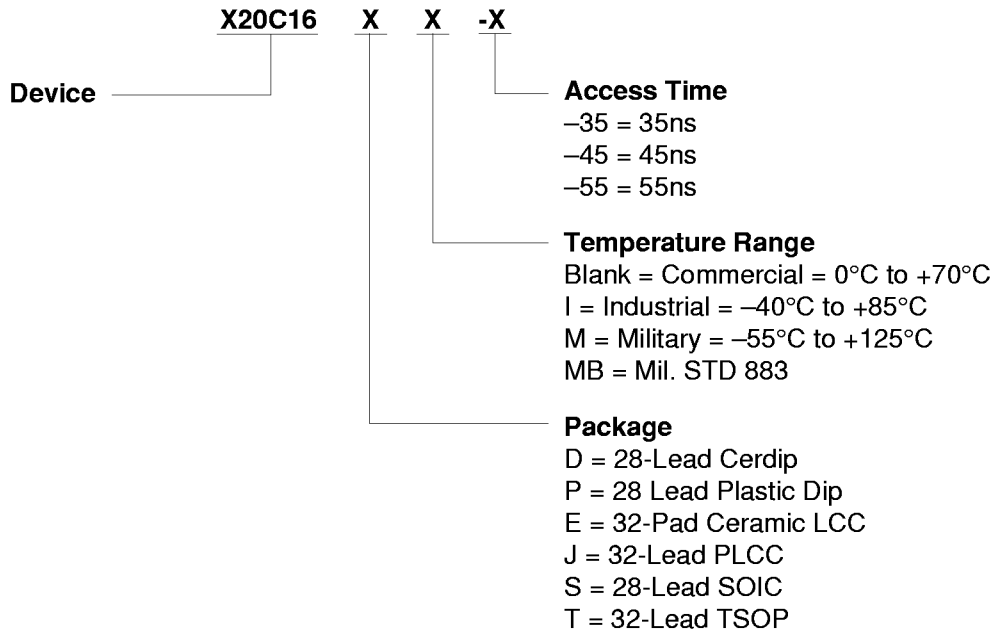 X20C16 X X -X
Device
Access Time
–35 = 35ns
–45 = 45ns
–55 = 55ns
Temperature Range
Blank = Commercial = 0°C to +70°C
I = Industrial = –40°C to +85°C
M = Military = –55°C to +125°C
MB = Mil. STD 883
Package
D = 28-Lead Cerdip
P = 28 Lead Plastic Dip
E = 32-Pad Ceramic LCC
J = 32-Lead PLCC
S = 28-Lead SOIC
T = 32-Lead TSOP